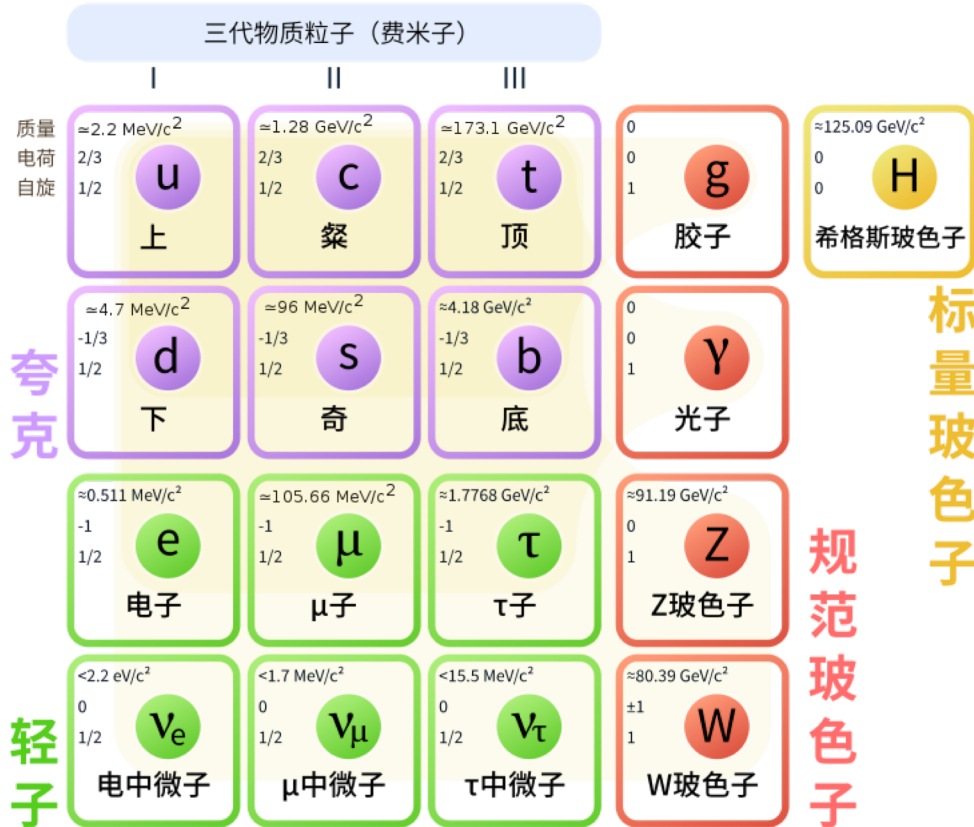 三代物质粒子（费米子）
I II III
质量
电荷
自旋
≃2.2 MeV/c²
2/3
1/2
u
上
≃1.28 GeV/c²
2/3
1/2
c
粲
≃173.1 GeV/c²
2/3
1/2
t
顶
0
0
1
g
胶子
≈125.09 GeV/c²
0
0
H
希格斯玻色子
≃4.7 MeV/c²
-1/3
1/2
d
下
≃96 MeV/c²
-1/3
1/2
s
奇
≈4.18 GeV/c²
-1/3
1/2
b
底
0
0
1
γ
光子
≈0.511 MeV/c²
-1
1/2
e
电子
≃105.66 MeV/c²
-1
1/2
μ
μ子
≈1.7768 GeV/c²
-1
1/2
τ
τ子
≈91.19 GeV/c²
0
1
Z
Z玻色子
<2.2 eV/c²
0
1/2
νe
电中微子
<1.7 MeV/c²
0
1/2
νμ
μ中微子
<15.5 MeV/c²
0
1/2
ντ
τ中微子
≈80.39 GeV/c²
±1
1
W
W玻色子
夸克
轻子
规范玻色子
标量玻色子